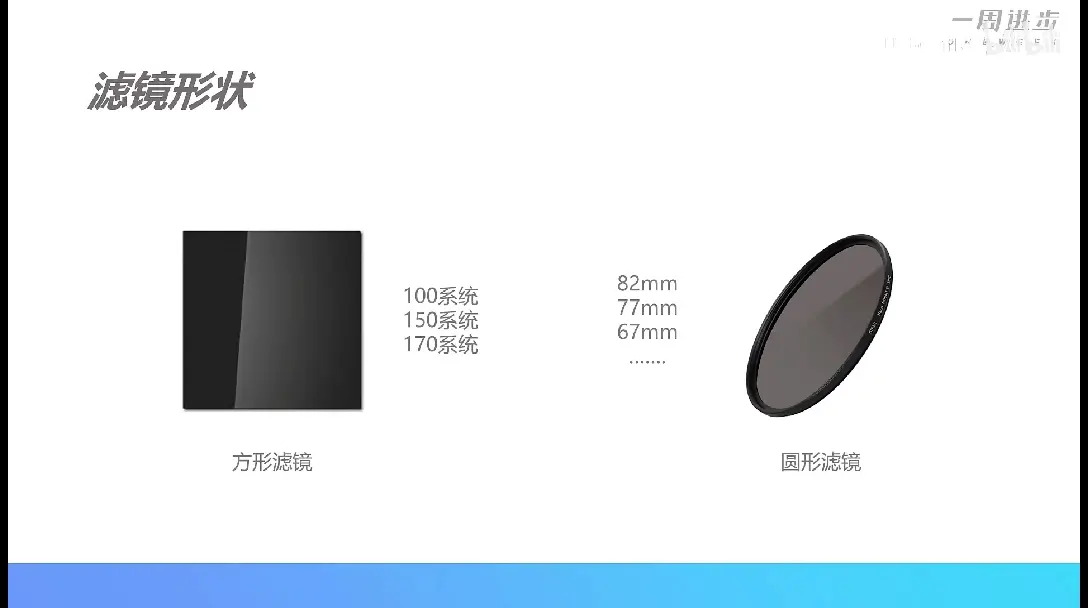 一周进步
滤镜形状
100系统
150系统
170系统
82mm
77mm
67mm
.......
方形滤镜
圆形滤镜